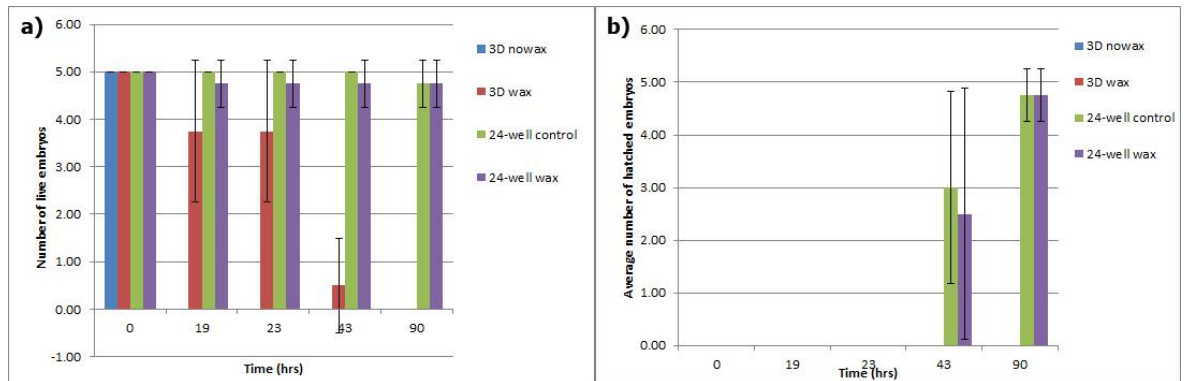 a)
Number of live embryos
6.00
5.00
4.00
3.00
2.00
1.00
0.00
-1.00
0 19 23 43 90
Time (hrs)
3D nowax
3D wax
24-well control
24-well wax
b)
Average number of hatched embryos
6.00
5.00
4.00
3.00
2.00
1.00
0.00
0 19 23 43 90
Time (hrs)
3D nowax
3D wax
24-well control
24-well wax